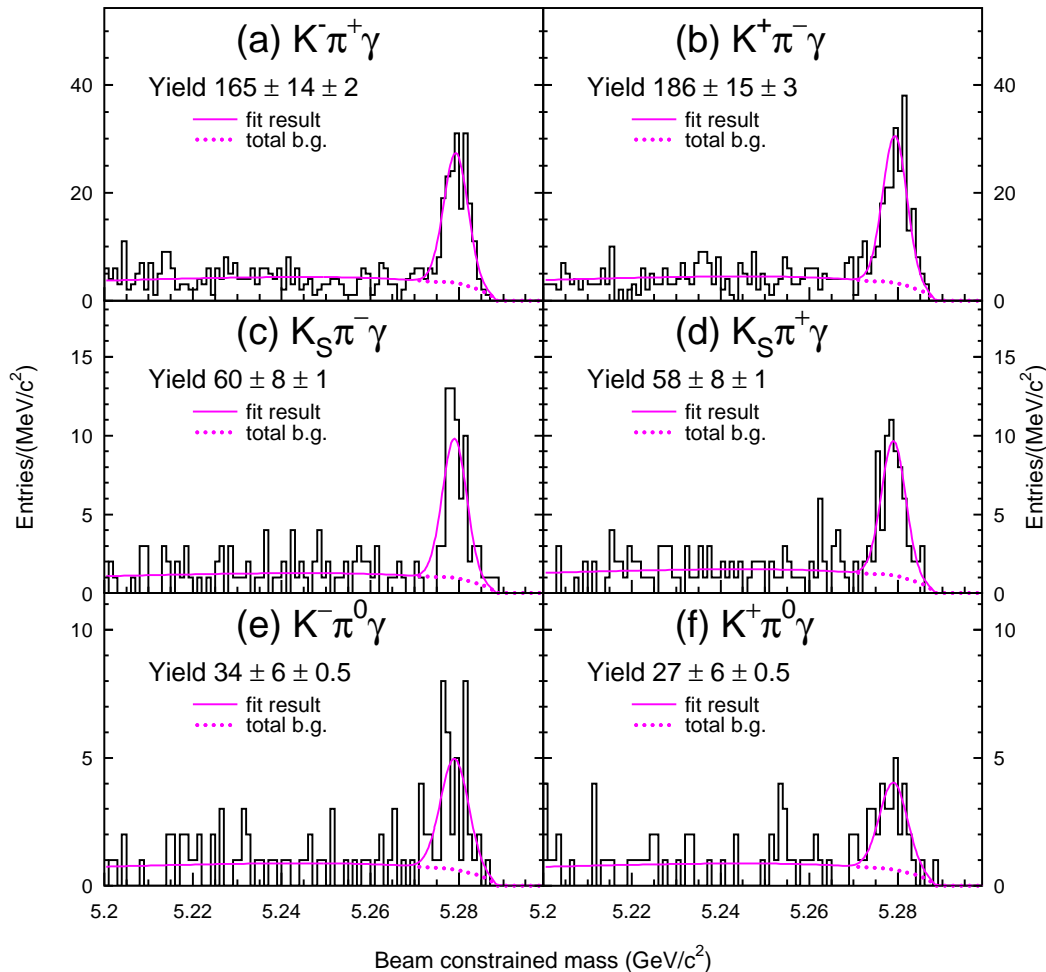 (a) K⁻π⁺γ
Yield 165 ± 14 ± 2
fit result
total b.g.
0
20
40
(b) K⁺π⁻γ
Yield 186 ± 15 ± 3
fit result
total b.g.
0
20
40
(c) K_Sπ⁻γ
Yield 60 ± 8 ± 1
fit result
total b.g.
0
5
10
15
Entries/(MeV/c²)
(d) K_Sπ⁺γ
Yield 58 ± 8 ± 1
fit result
total b.g.
0
5
10
15
Entries/(MeV/c²)
(e) K⁻π⁰γ
Yield 34 ± 6 ± 0.5
fit result
total b.g.
0
5
10
(f) K⁺π⁰γ
Yield 27 ± 6 ± 0.5
fit result
total b.g.
0
5
10
5.2 5.22 5.24 5.26 5.28 5.2 5.22 5.24 5.26 5.28
Beam constrained mass (GeV/c²)